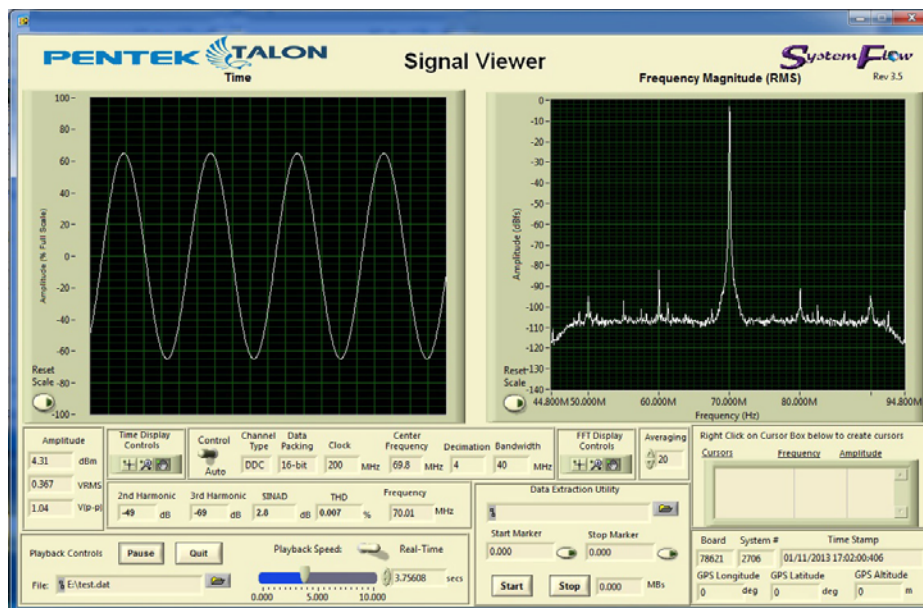 PENTEK TALON
Signal Viewer
SystemFlow
Rev 3.5
Time
Frequency Magnitude (RMS)
100
80
60
40
20
0
-20
-40
-60
-80
-100
Amplitude (% Full Scale)
Reset
Scale
0
-10
-20
-30
-40
-50
-60
-70
-80
-90
-100
-110
-120
-130
-140
Amplitude (dBfs)
Reset
Scale
44.800M 50.000M 60.000M 70.000M 80.000M 94.800M
Frequency (Hz)
Amplitude
4.31 dBm
0.367 VRMS
1.04 V(p-p)
Time Display
Controls
Control
Auto
Channel
Type
DDC
Data
Packing
16-bit
Clock
200 MHz
Center
Frequency
69.8 MHz
Decimation
4
Bandwidth
40 MHz
FFT Display
Controls
Averaging
20
Right Click on Cursor Box below to create cursors
Cursors Frequency Amplitude
2nd Harmonic
-49 dB
3rd Harmonic
-69 dB
SINAD
2.8 dB
THD
0.007 %
Frequency
70.01 MHz
Data Extraction Utility
Start Marker
0.000
Stop Marker
0.000
Start
Stop
0.000 MBs
Playback Controls
Pause
Quit
Playback Speed:
Real-Time
File: E:\test.dat
0.000 5.000 10.000
3.75608 secs
Board System # Time Stamp
78621 2706 01/11/2013 17:02:00:406
GPS Longitude GPS Latitude GPS Altitude
0 deg 0 deg 0 m